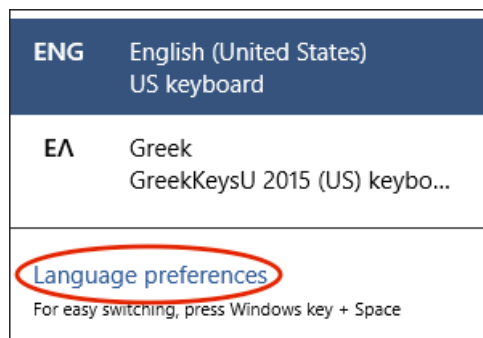 ENG English (United States)
US keyboard
ΕΛ Greek
GreekKeysU 2015 (US) keybo...
Language preferences
For easy switching, press Windows key + Space